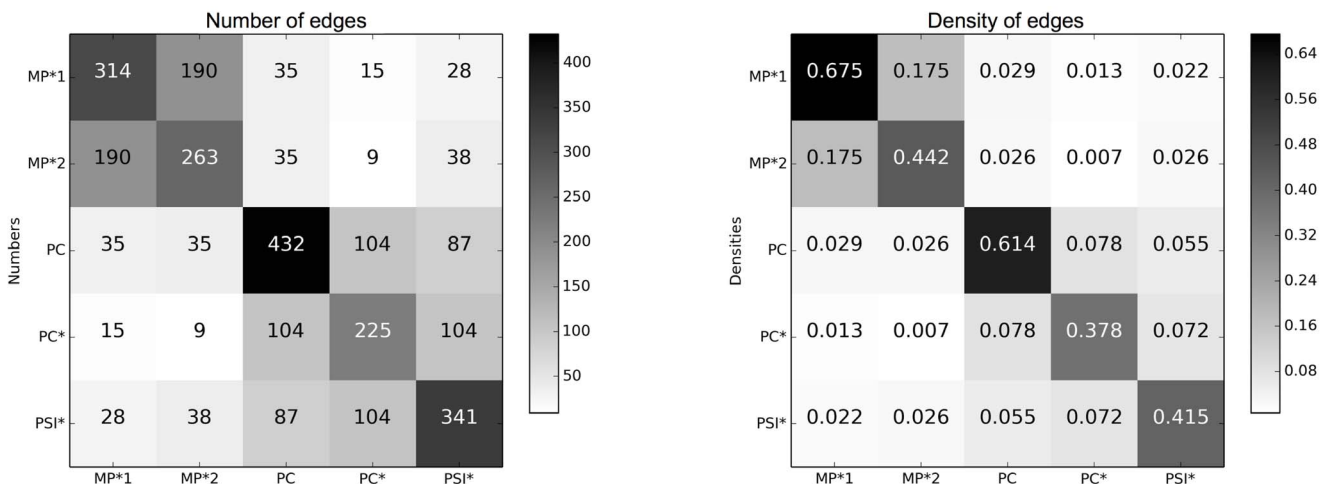 Number of edges
MP*1 314 190 35 15 28
MP*2 190 263 35 9 38
PC 35 35 432 104 87
PC* 15 9 104 225 104
PSI* 28 38 87 104 341
MP*1 MP*2 PC PC* PSI*
Numbers
400
350
300
250
200
150
100
50
Density of edges
MP*1 0.675 0.175 0.029 0.013 0.022
MP*2 0.175 0.442 0.026 0.007 0.026
PC 0.029 0.026 0.614 0.078 0.055
PC* 0.013 0.007 0.078 0.378 0.072
PSI* 0.022 0.026 0.055 0.072 0.415
MP*1 MP*2 PC PC* PSI*
Densities
0.64
0.56
0.48
0.40
0.32
0.24
0.16
0.08